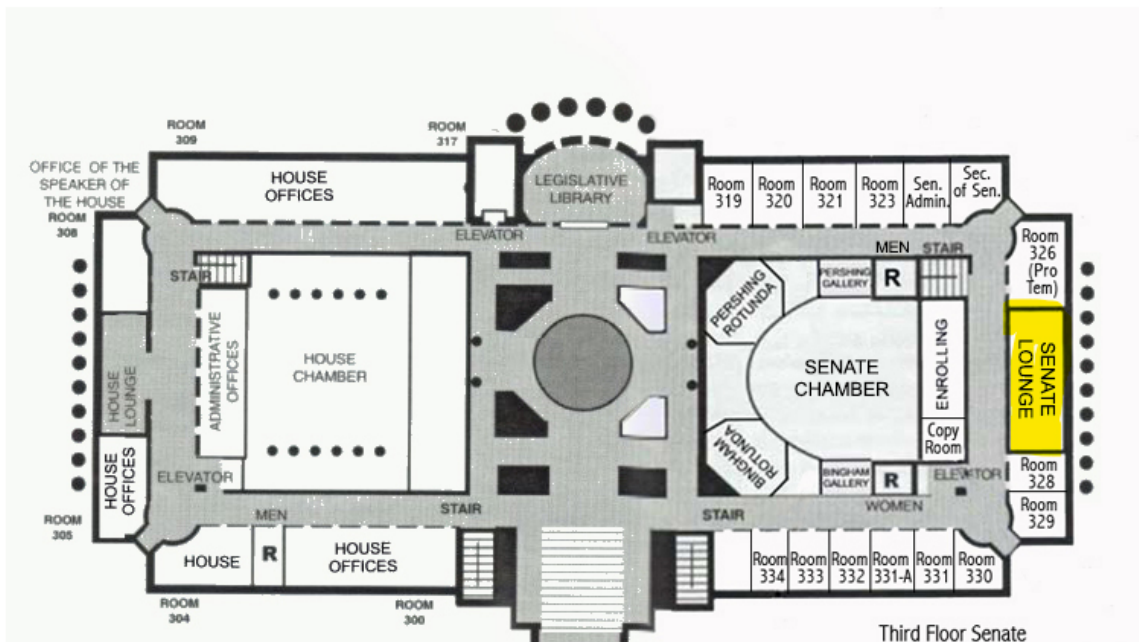 ROOM
309
ROOM
317
OFFICE OF THE
SPEAKER OF
THE HOUSE
ROOM
308
HOUSE
OFFICES
LEGISLATIVE
LIBRARY
Room
319
Room
320
Room
321
Room
323
Sen.
Admin.
Sec.
of Sen.
ELEVATOR
ELEVATOR
MEN
STAIR
Room
326
(Pro
Tem)
STAIR
PERSHING
ROTUNDA
PERSHING
GALLERY
R
ADMINISTRATIVE
OFFICES
HOUSE
CHAMBER
HOUSE
LOUNGE
SENATE
CHAMBER
ENROLLING
SENATE
LOUNGE
Copy
Room
BINGHAM
ROTUNDA
BINGHAM
GALLERY
R
ELEVATOR
Room
328
Room
329
HOUSE
OFFICES
ELEVATOR
MEN
STAIR
STAIR
WOMEN
ROOM
305
HOUSE
R
HOUSE
OFFICES
Room
334
Room
333
Room
332
Room
331-A
Room
331
Room
330
ROOM
304
ROOM
300
Third Floor Senate